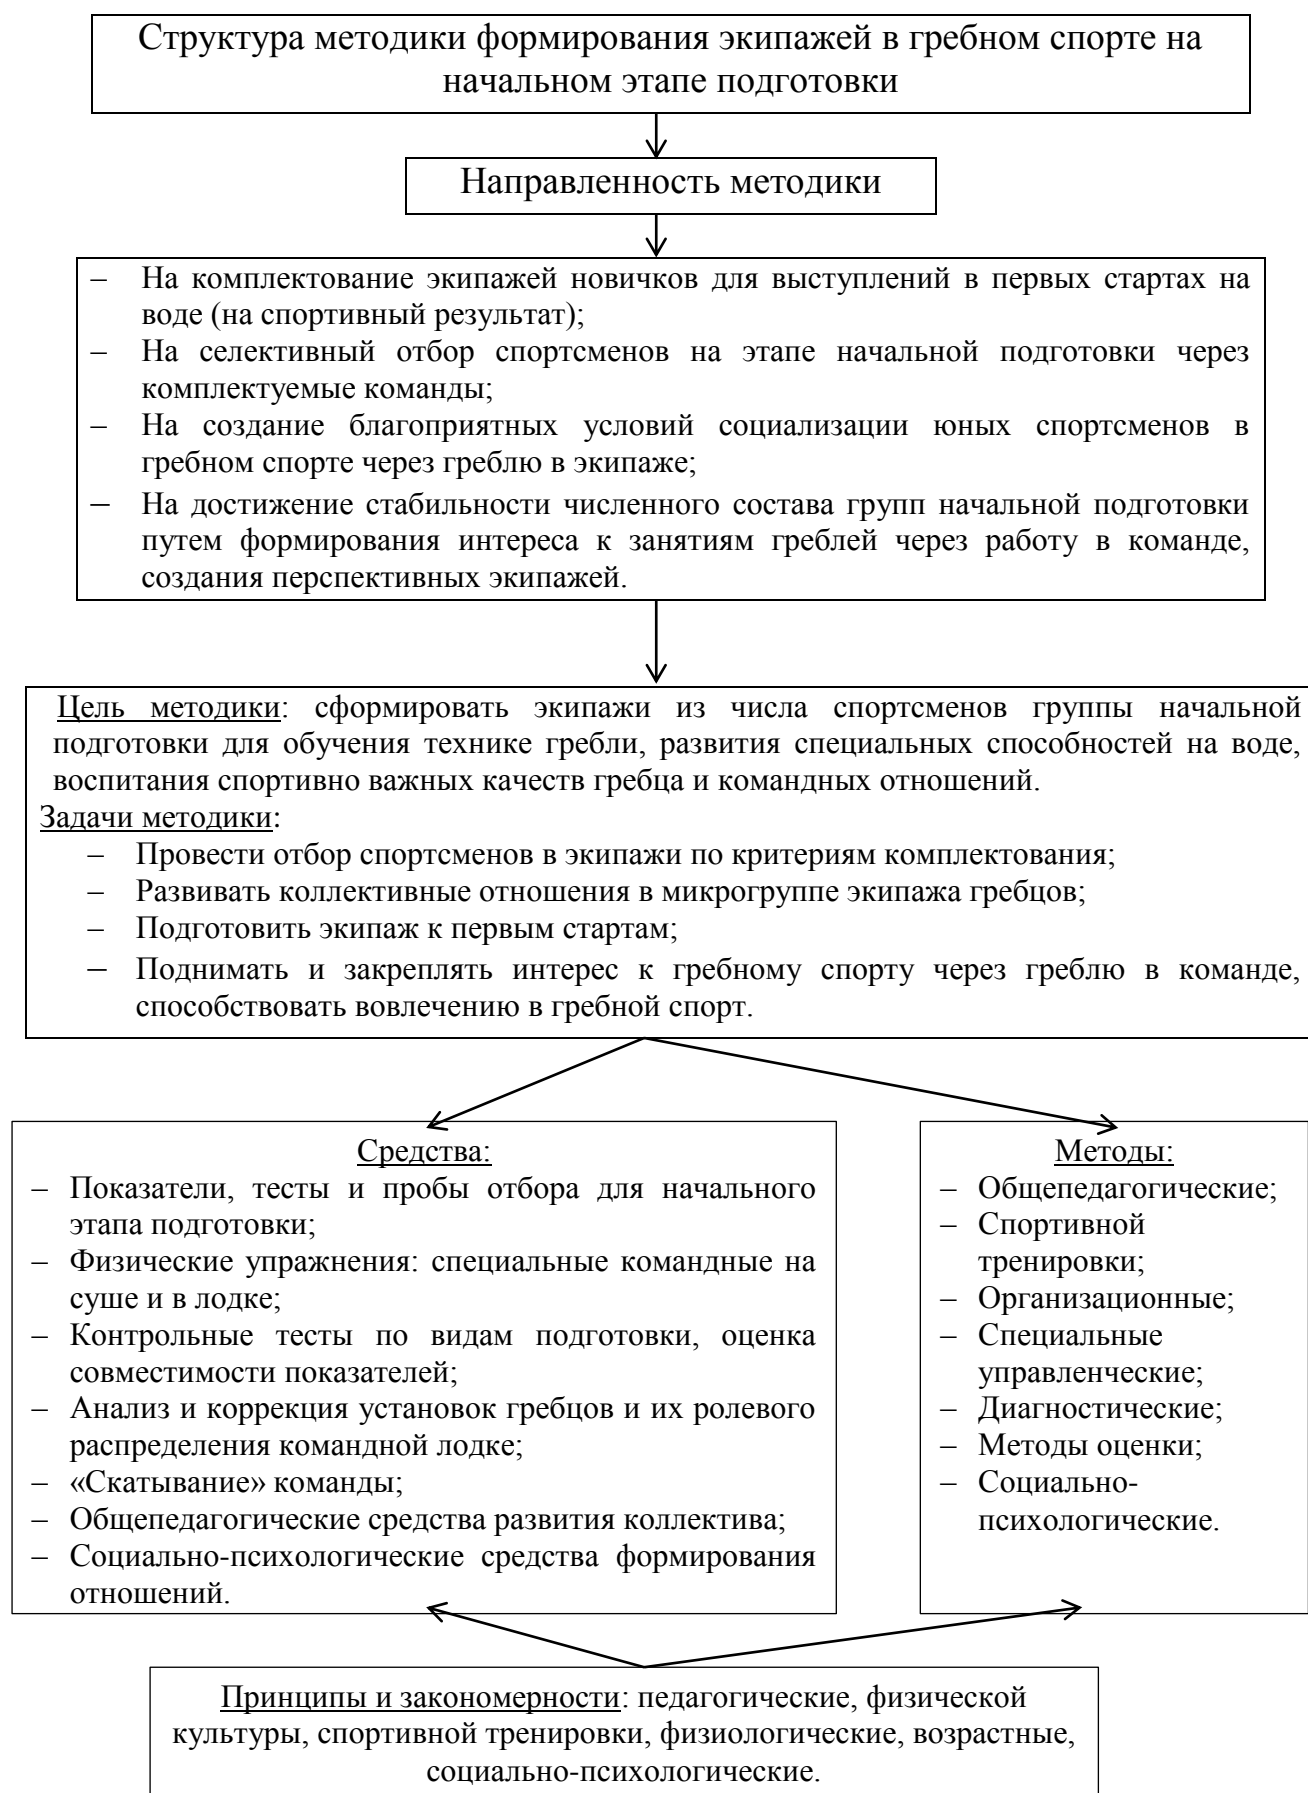 Структура методики формирования экипажей в гребном спорте на
начальном этапе подготовки
Направленность методики
– На комплектование экипажей новичков для выступлений в первых стартах на
воде (на спортивный результат);
– На селективный отбор спортсменов на этапе начальной подготовки через
комплектуемые команды;
– На создание благоприятных условий социализации юных спортсменов в
гребном спорте через греблю в экипаже;
– На достижение стабильности численного состава групп начальной подготовки
путем формирования интереса к занятиям греблей через работу в команде,
создания перспективных экипажей.
Цель методики: сформировать экипажи из числа спортсменов группы начальной
подготовки для обучения технике гребли, развития специальных способностей на воде,
воспитания спортивно важных качеств гребца и командных отношений.
Задачи методики:
– Провести отбор спортсменов в экипажи по критериям комплектования;
– Развивать коллективные отношения в микрогруппе экипажа гребцов;
– Подготовить экипаж к первым стартам;
– Поднимать и закреплять интерес к гребному спорту через греблю в команде,
способствовать вовлечению в гребной спорт.
Средства:
– Показатели, тесты и пробы отбора для начального
этапа подготовки;
– Физические упражнения: специальные командные на
суше и в лодке;
– Контрольные тесты по видам подготовки, оценка
совместимости показателей;
– Анализ и коррекция установок гребцов и их ролевого
распределения командной лодке;
– «Скатывание» команды;
– Общепедагогические средства развития коллектива;
– Социально-психологические средства формирования
отношений.
Методы:
– Общепедагогические;
– Спортивной
тренировки;
– Организационные;
– Специальные
управленческие;
– Диагностические;
– Методы оценки;
– Социально-
психологические.
Принципы и закономерности: педагогические, физической
культуры, спортивной тренировки, физиологические, возрастные,
социально-психологические.